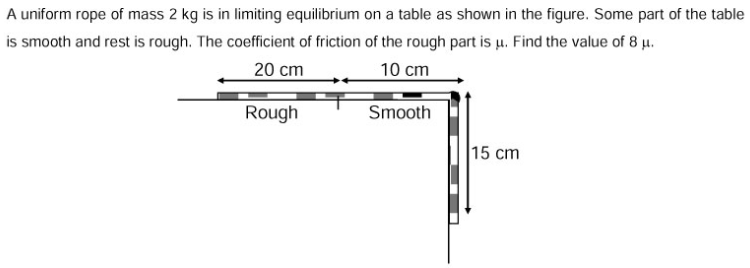 A uniform rope of mass 2 kg is in limiting equilibrium on a table as shown in the figure. Some part of the table
is smooth and rest is rough. The coefficient of friction of the rough part is μ. Find the value of 8 μ.
20 cm 10 cm
Rough Smooth
15 cm